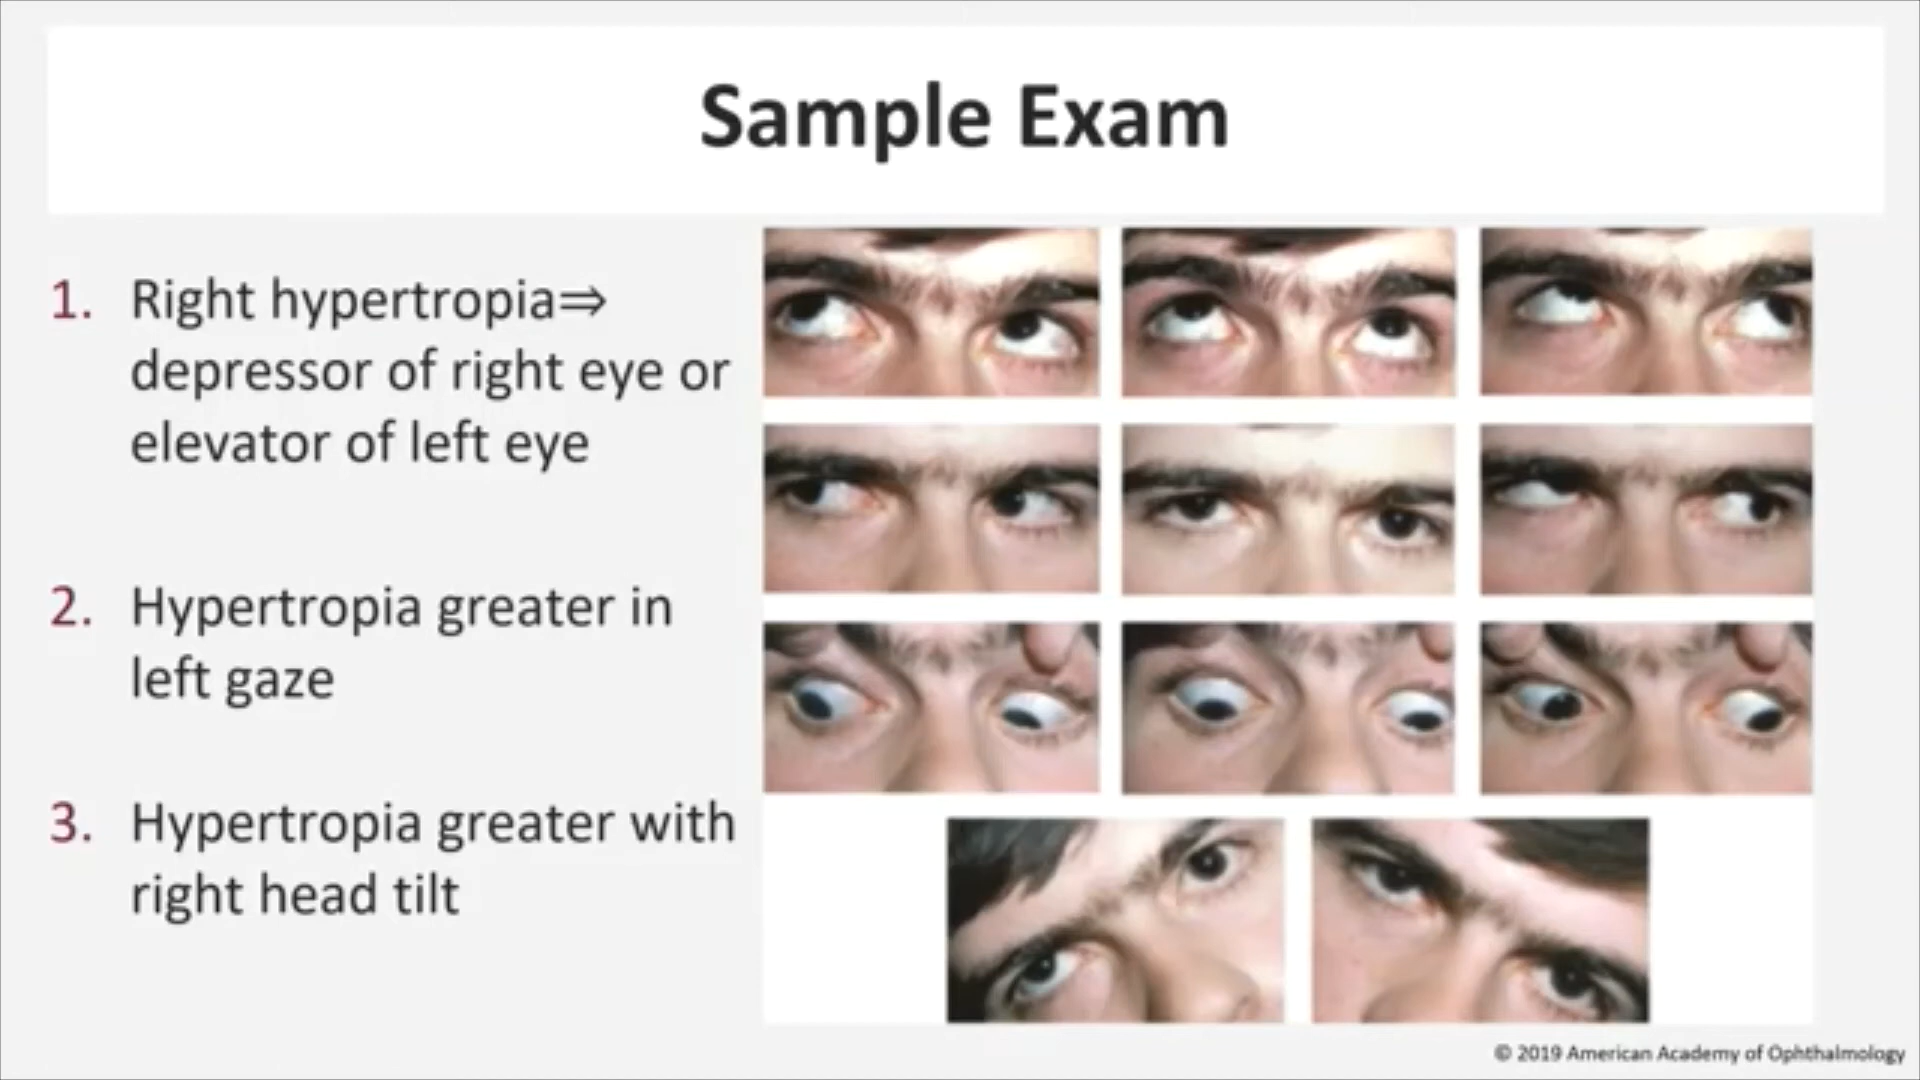 Sample Exam
1. Right hypertropia⇒
depressor of right eye or
elevator of left eye
2. Hypertropia greater in
left gaze
3. Hypertropia greater with
right head tilt
© 2019 American Academy of Ophthalmology